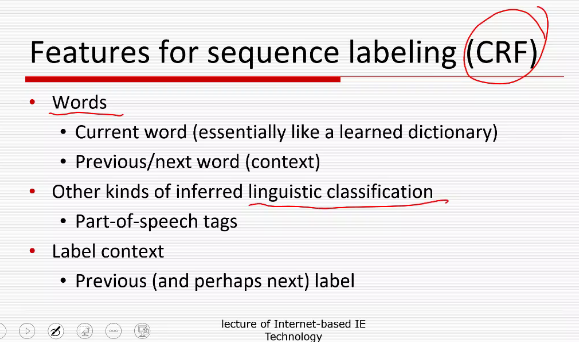 Features for sequence labeling (CRF)
• Words
• Current word (essentially like a learned dictionary)
• Previous/next word (context)
• Other kinds of inferred linguistic classification
• Part-of-speech tags
• Label context
• Previous (and perhaps next) label
lecture of Internet-based IE
Technology